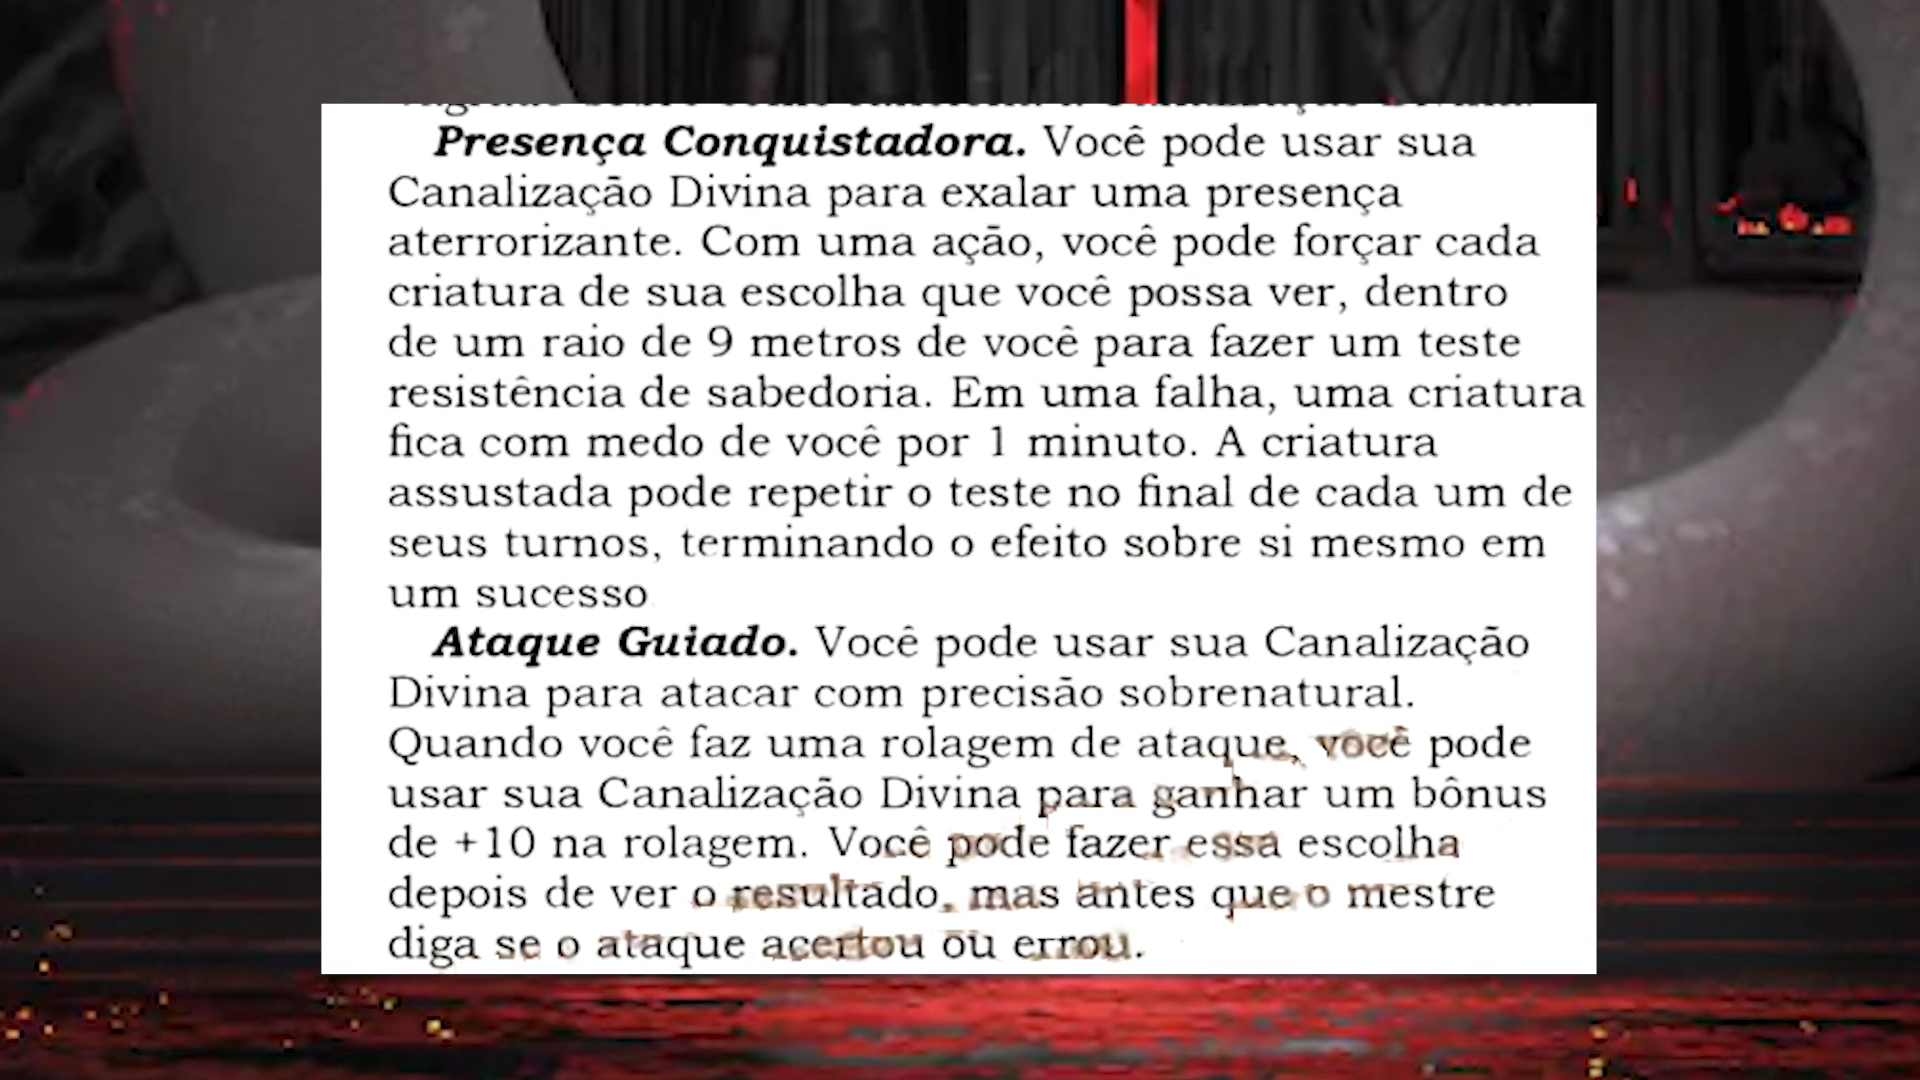 Presença Conquistadora. Você pode usar sua
Canalização Divina para exalar uma presença
aterrorizante. Com uma ação, você pode forçar cada
criatura de sua escolha que você possa ver, dentro
de um raio de 9 metros de você para fazer um teste
resistência de sabedoria. Em uma falha, uma criatura
fica com medo de você por 1 minuto. A criatura
assustada pode repetir o teste no final de cada um de
seus turnos, terminando o efeito sobre si mesmo em
um sucesso
Ataque Guiado. Você pode usar sua Canalização
Divina para atacar com precisão sobrenatural.
Quando você faz uma rolagem de ataque, você pode
usar sua Canalização Divina para ganhar um bônus
de +10 na rolagem. Você pode fazer essa escolha
depois de ver o resultado, mas antes que o mestre
diga se o ataque acertou ou errou.